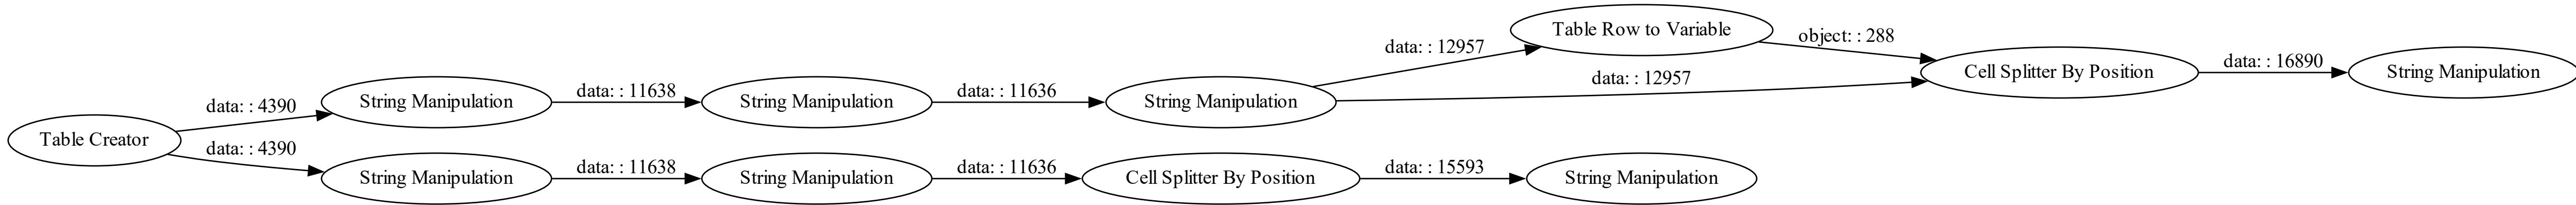 Table Creator
data: : 4390
data: : 4390
String Manipulation
data: : 11638
String Manipulation
data: : 11636
String Manipulation
data: : 12957
Table Row to Variable
object: : 288
data: : 12957
Cell Splitter By Position
data: : 16890
String Manipulation
String Manipulation
data: : 11638
String Manipulation
data: : 11636
Cell Splitter By Position
data: : 15593
String Manipulation